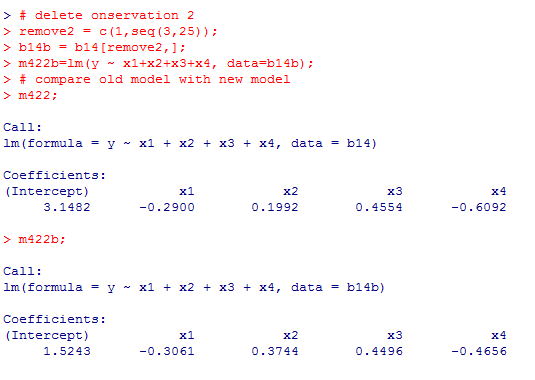 > # delete onservation 2
> remove2 = c(1,seq(3,25));
> b14b = b14[remove2,];
> m422b=lm(y ~ x1+x2+x3+x4, data=b14b);
> # compare old model with new model
> m422;
Call:
lm(formula = y ~ x1 + x2 + x3 + x4, data = b14)
Coefficients:
(Intercept) x1 x2 x3 x4
3.1482 -0.2900 0.1992 0.4554 -0.6092
> m422b;
Call:
lm(formula = y ~ x1 + x2 + x3 + x4, data = b14b)
Coefficients:
(Intercept) x1 x2 x3 x4
1.5243 -0.3061 0.3744 0.4496 -0.4656